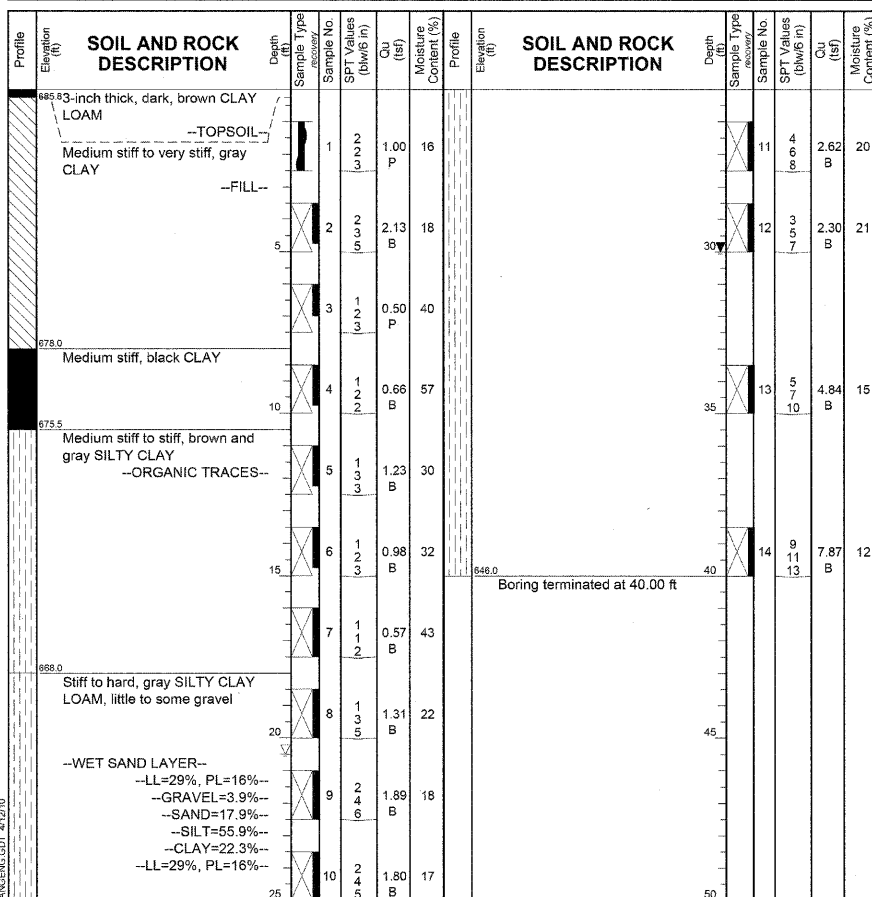 Profile
Elevation (ft)
SOIL AND ROCK DESCRIPTION
Depth (ft)
Sample Type
recovery
Sample No.
SPT Values (blw/6 in)
Qu (tsf)
Moisture Content (%)
Profile
Elevation (ft)
SOIL AND ROCK DESCRIPTION
Depth (ft)
Sample Type
recovery
Sample No.
SPT Values (blw/6 in)
Qu (tsf)
Moisture Content (%)
685.8 3-inch thick, dark, brown CLAY
LOAM
--TOPSOIL--
Medium stiff to very stiff, gray
CLAY
--FILL--
1 2 2 3 1.00 P 16
5 2 2 3 5 2.13 B 18
3 1 2 3 0.50 P 40
678.0
Medium stiff, black CLAY
10 4 1 2 2 0.66 B 57
675.5
Medium stiff to stiff, brown and
gray SILTY CLAY
--ORGANIC TRACES--
5 1 3 3 1.23 B 30
15 6 1 2 3 0.98 B 32
7 1 1 2 0.57 B 43
668.0
Stiff to hard, gray SILTY CLAY
LOAM, little to some gravel
20 8 1 3 5 1.31 B 22
--WET SAND LAYER--
--LL=29%, PL=16%--
--GRAVEL=3.9%--
--SAND=17.9%--
--SILT=55.9%--
--CLAY=22.3%--
--LL=29%, PL=16%--
9 2 4 6 1.89 B 18
25 10 2 4 5 1.80 B 17
11 4 6 8 2.62 B 20
30 12 3 5 7 2.30 B 21
35 13 5 7 10 4.84 B 15
40 14 9 11 13 7.87 B 12
646.0
Boring terminated at 40.00 ft
45
50